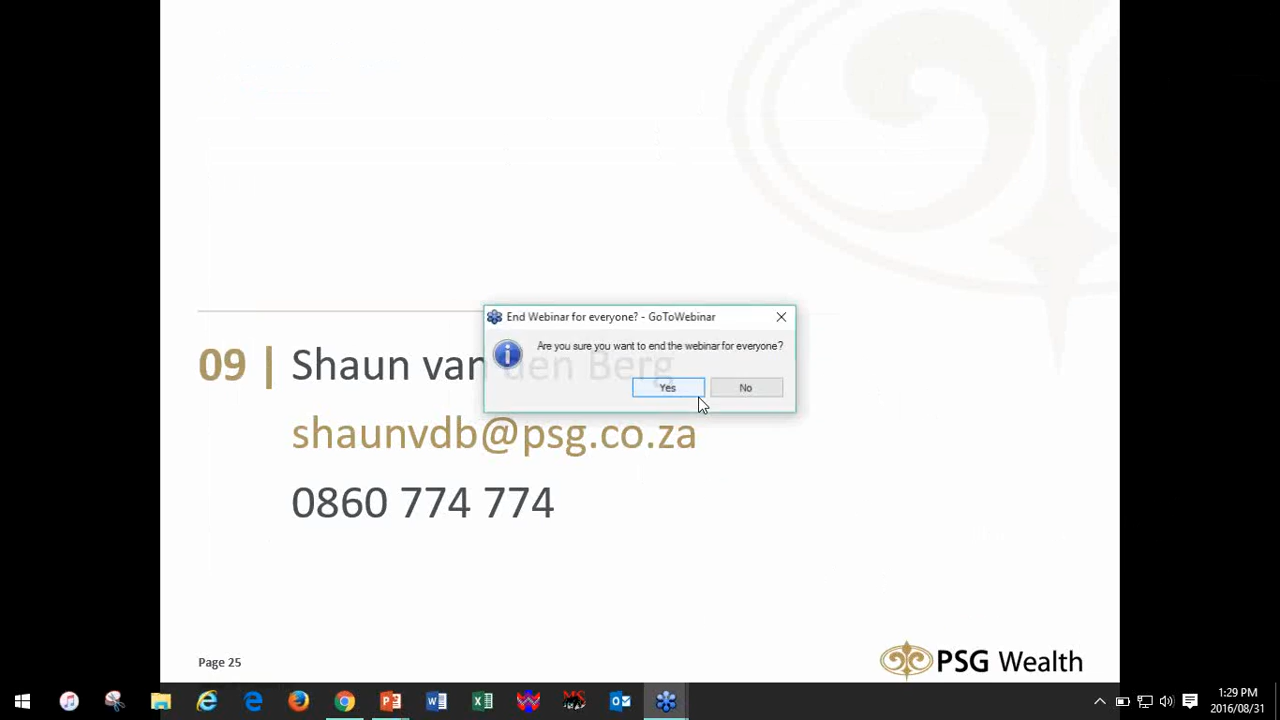 End Webinar for everyone? - GoToWebinar
Are you sure you want to end the webinar for everyone?
Yes
No
09 | Shaun van den Berg
shaunvdb@psg.co.za
0860 774 774
Page 25
PSG Wealth
1:29 PM
2016/08/31